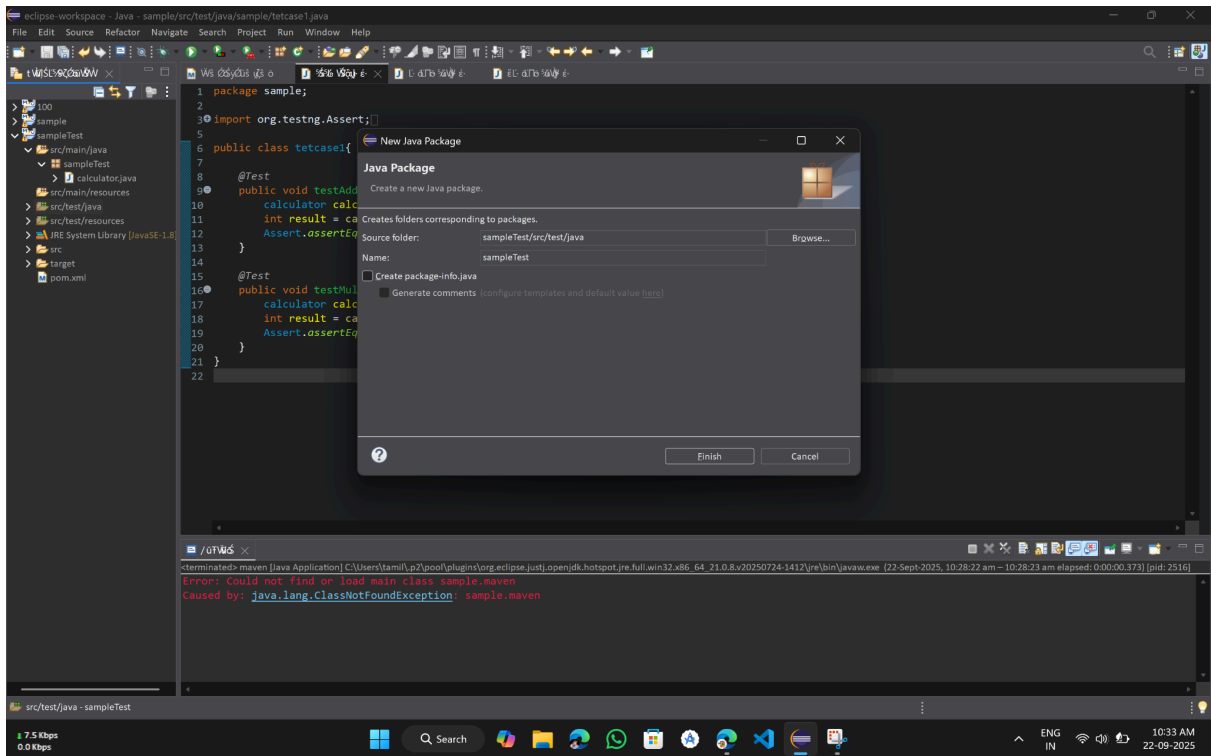 eclipse-workspace - Java - sample/src/test/java/sample/tetcase1.java
File Edit Source Refactor Navigate Search Project Run Window Help
100
sample
sampleTest
src/main/java
sampleTest
calculator.java
src/main/resources
src/test/java
src/test/resources
JRE System Library [JavaSE-1.8]
src
target
pom.xml
1 package sample;
2
3 import org.testng.Assert;
5
6 public class tetcase1{
7
8 @Test
9 public void testAdd
10 calculator calc
11 int result = ca
12 Assert.assertEq
13 }
14
15 @Test
16 public void testMul
17 calculator calc
18 int result = ca
19 Assert.assertEq
20 }
21 }
22
New Java Package
Java Package
Create a new Java package.
Creates folders corresponding to packages.
Source folder: sampleTest/src/test/java Browse...
Name: sampleTest
Create package-info.java
Generate comments (configure templates and default value here)
Finish Cancel
<terminated> maven [Java Application] C:\Users\tamil\.p2\pool\plugins\org.eclipse.justj.openjdk.hotspot.jre.full.win32.x86_64_21.0.8.v20250724-1412\jre\bin\javaw.exe (22-Sept-2025, 10:28:22 am – 10:28:23 am elapsed: 0:00:00.373) [pid: 2516]
Error: Could not find or load main class sample.maven
Caused by: java.lang.ClassNotFoundException: sample.maven
src/test/java - sampleTest
7.5 Kbps
0.0 Kbps
Search
ENG
IN
10:33 AM
22-09-2025